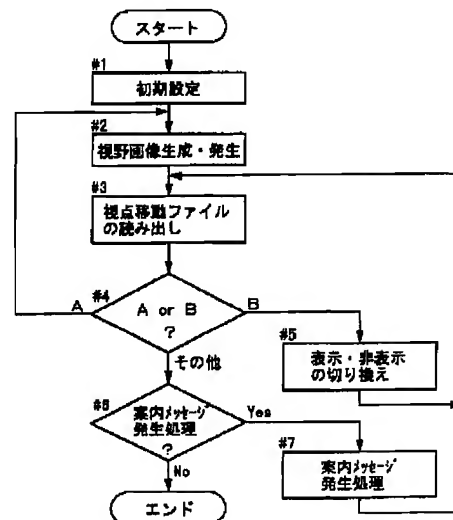 スタート
#1
初期設定
#2
視野画像生成・発生
#3
視点移動ファイル
の読み出し
#4
A
A or B
?
B
#5
表示・非表示
の切り換え
その他
#6
案内メッセージ
発生処理
?
Yes
#7
案内メッセージ
発生処理
No
エンド